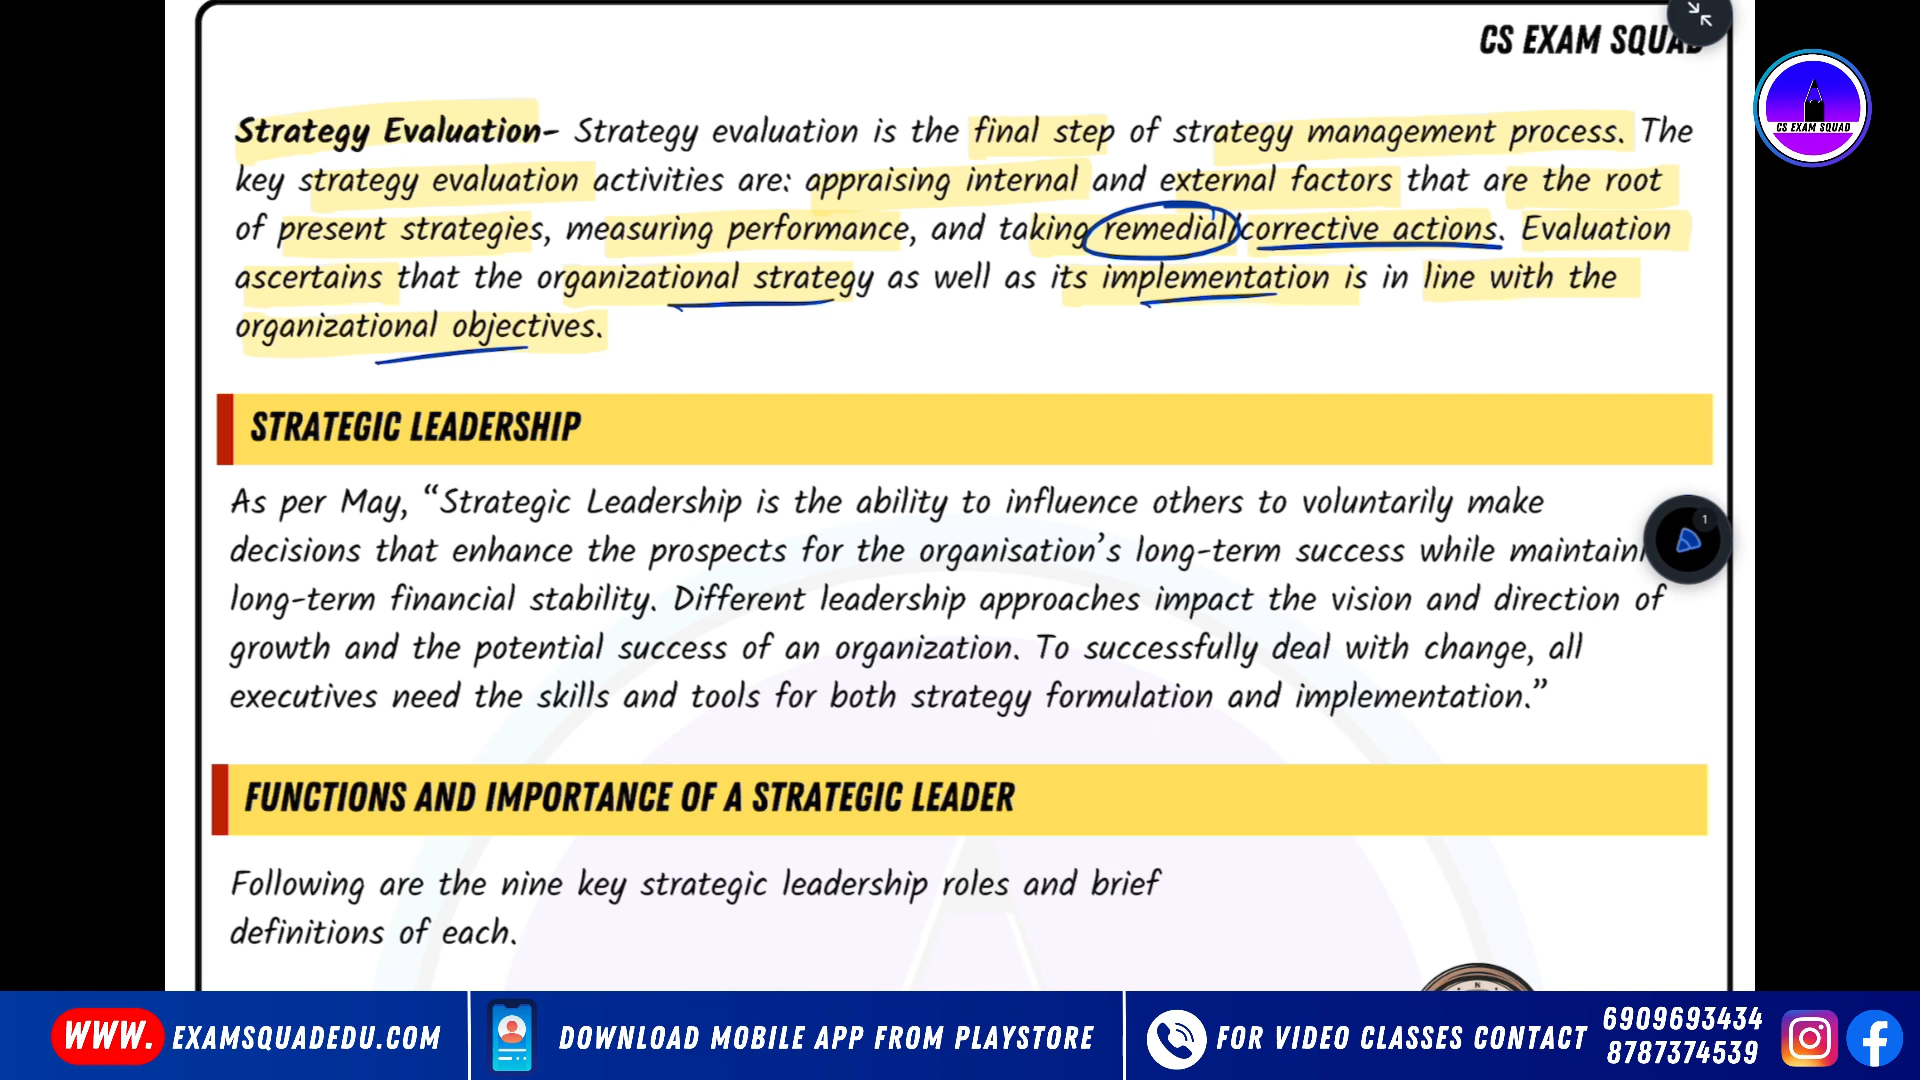 CS EXAM SQUAD
CS EXAM SQUAD
Strategy Evaluation- Strategy evaluation is the final step of strategy management process. The
key strategy evaluation activities are: appraising internal and external factors that are the root
of present strategies, measuring performance, and taking remedial/corrective actions. Evaluation
ascertains that the organizational strategy as well as its implementation is in line with the
organizational objectives.
STRATEGIC LEADERSHIP
As per May, “Strategic Leadership is the ability to influence others to voluntarily make
decisions that enhance the prospects for the organisation’s long-term success while
1
long-term financial stability. Different leadership approaches impact the vision and direction of
growth and the potential success of an organization. To successfully deal with change, all
executives need the skills and tools for both strategy formulation and implementation.”
FUNCTIONS AND IMPORTANCE OF A STRATEGIC LEADER
Following are the nine key strategic leadership roles and brief
definitions of each.
N
WWW. EXAMSQUADEDU.COM
DOWNLOAD MOBILE APP FROM PLAYSTORE
FOR VIDEO CLASSES CONTACT
6909693434
8787374539